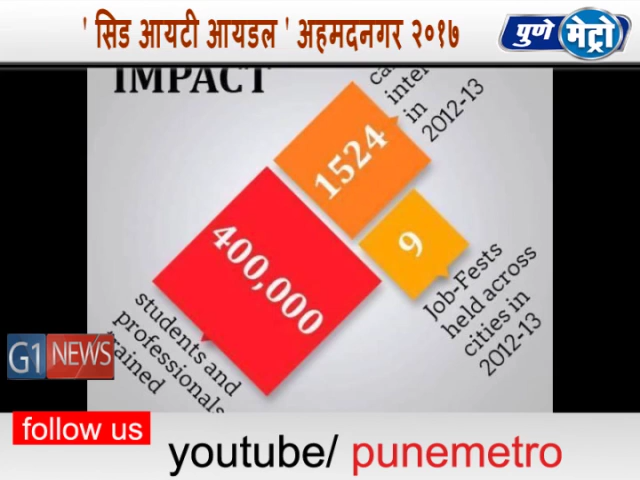 ' सिड आयटी आयडल ' अहमदनगर २०१७
पुणे मेट्रो
IMPACT
1524
in
2012-13
9
Job-Fests
held across
cities in
2012-13
400,000
students and
professionals
G1 NEWS
follow us
youtube/ punemetro